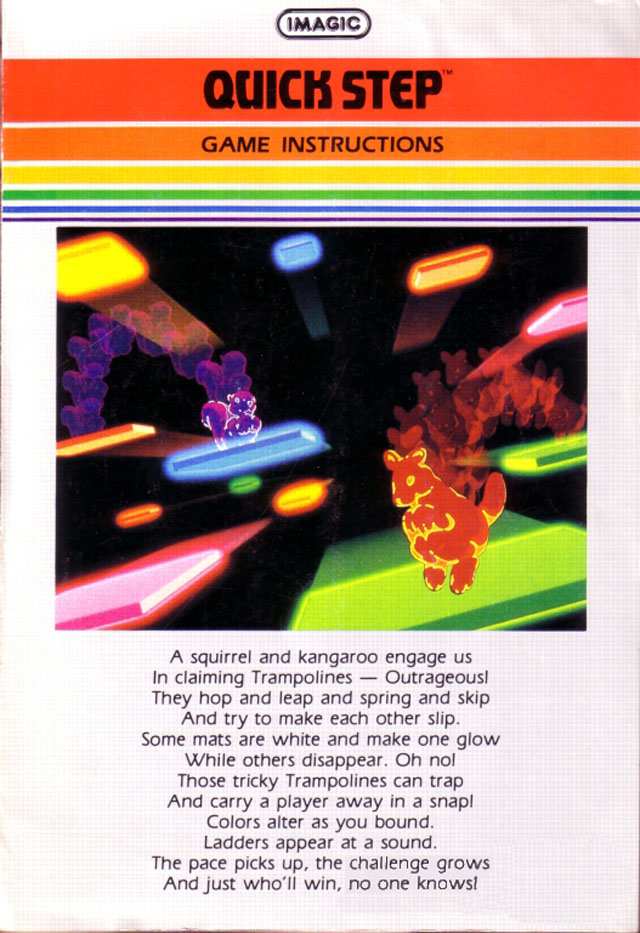 IMAGIC
QUICK STEP™
GAME INSTRUCTIONS
A squirrel and kangaroo engage us
In claiming Trampolines — Outrageous!
They hop and leap and spring and skip
And try to make each other slip.
Some mats are white and make one glow
While others disappear. Oh no!
Those tricky Trampolines can trap
And carry a player away in a snap!
Colors alter as you bound.
Ladders appear at a sound.
The pace picks up, the challenge grows
And just who'll win, no one knows!